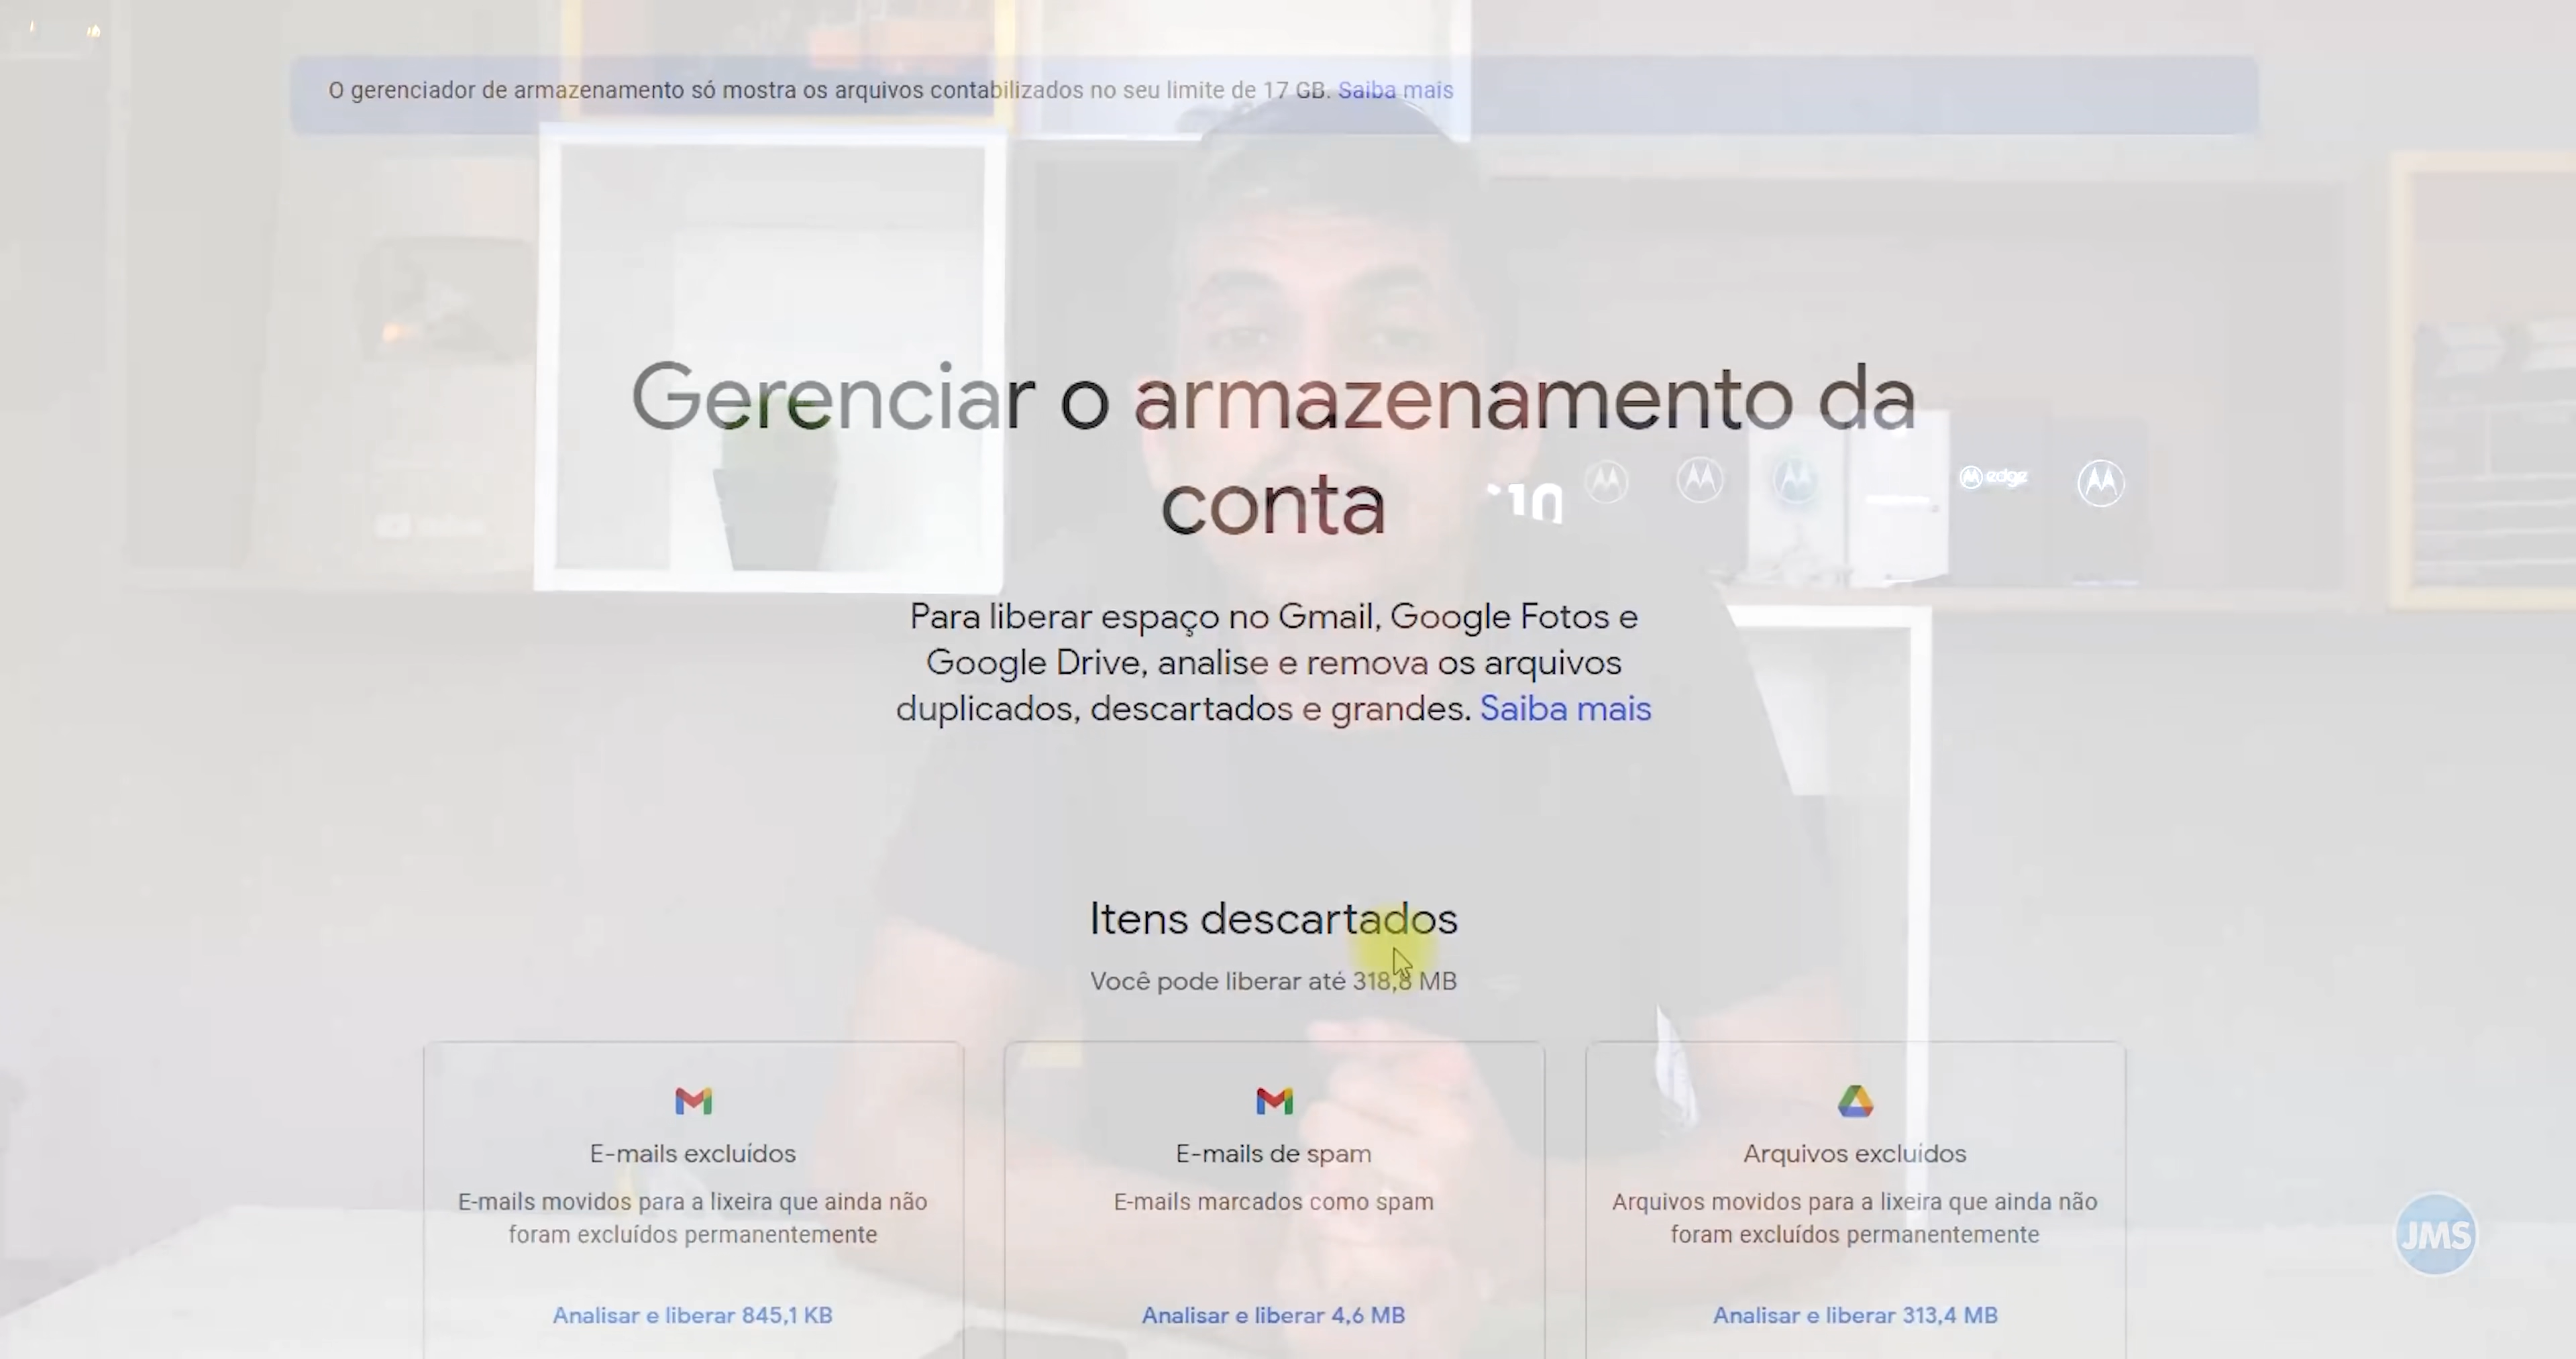 O gerenciador de armazenamento só mostra os arquivos contabilizados no seu limite de 17 GB. Saiba mais
Gerenciar o armazenamento da
conta
10
edge
Para liberar espaço no Gmail, Google Fotos e
Google Drive, analise e remova os arquivos
duplicados, descartados e grandes. Saiba mais
Itens descartados
Você pode liberar até 318,8 MB
E-mails excluídos
E-mails movidos para a lixeira que ainda não
foram excluídos permanentemente
Analisar e liberar 845,1 KB
E-mails de spam
E-mails marcados como spam
Analisar e liberar 4,6 MB
Arquivos excluídos
Arquivos movidos para a lixeira que ainda não
foram excluídos permanentemente
Analisar e liberar 313,4 MB
JMS